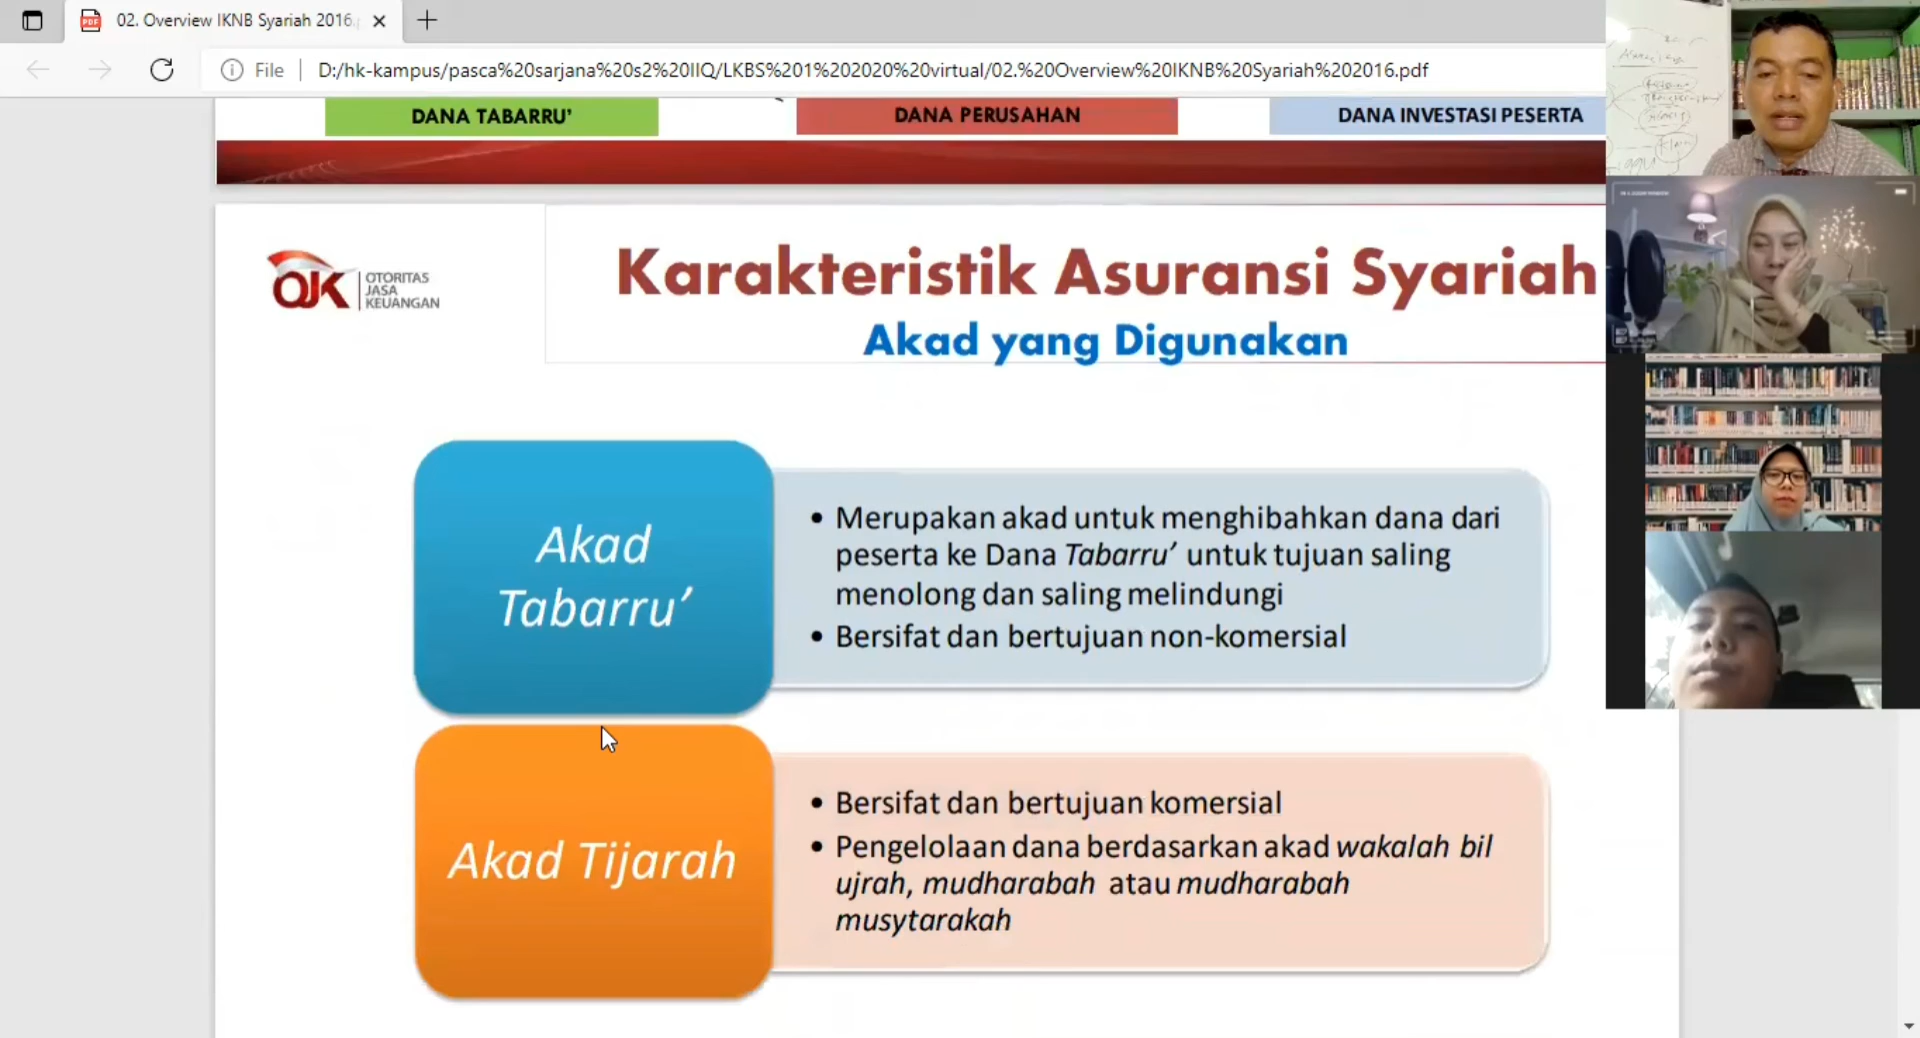 02. Overview IKNB Syariah 2016.
File
D:/hk-kampus/pasca%20sarjana%20s2%20IIQ/LKBS%201%202020%20virtual/02.%20Overview%20IKNB%20Syariah%202016.pdf
DANA TABARRU’
DANA PERUSAHAN
DANA INVESTASI PESERTA
OJK
OTORITAS
JASA
KEUANGAN
Karakteristik Asuransi Syariah
Akad yang Digunakan
Akad
Tabarru’
• Merupakan akad untuk menghibahkan dana dari
peserta ke Dana Tabarru’ untuk tujuan saling
menolong dan saling melindungi
• Bersifat dan bertujuan non-komersial
Akad Tijarah
• Bersifat dan bertujuan komersial
• Pengelolaan dana berdasarkan akad wakalah bil
ujrah, mudharabah atau mudharabah
musytarakah